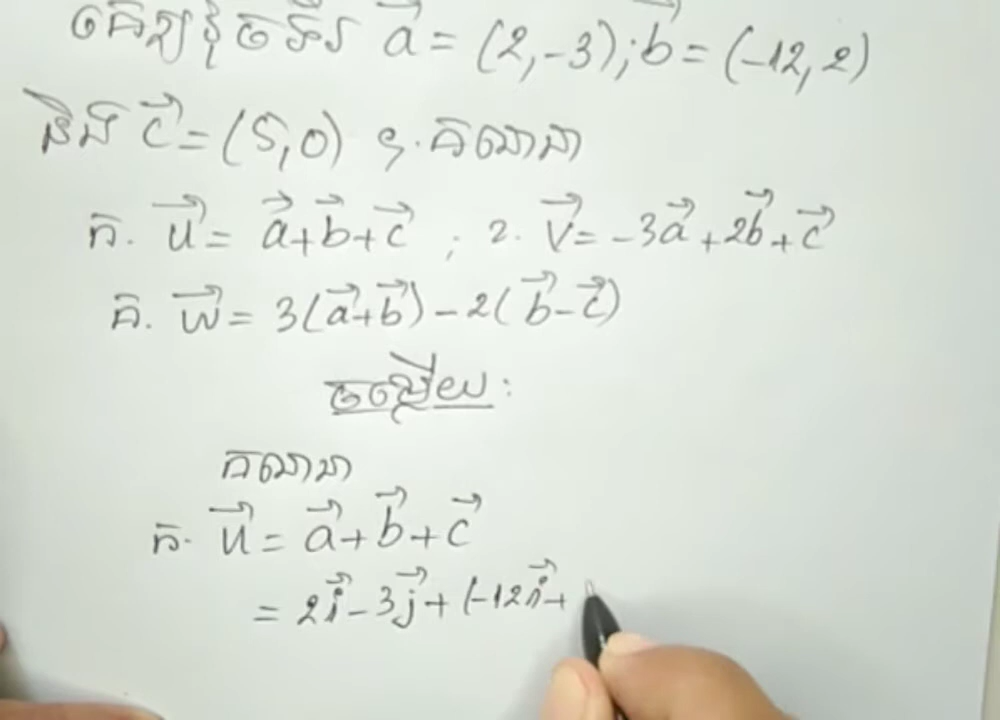 គេឲ្យវ៉ិចទ័រ a⃗ = (2,-3); b⃗ = (-12, 2)
និង c⃗ = (5,0) ។ គណនា
ក. u⃗ = a⃗ + b⃗ + c⃗ ; ខ. v⃗ = -3a⃗ + 2b⃗ + c⃗
គ. w⃗ = 3(a⃗+b⃗) - 2(b⃗ - c⃗)
ចម្លើយ:
គណនា
ក. u⃗ = a⃗ + b⃗ + c⃗
= 2i⃗ - 3j⃗ + (-12i⃗ +